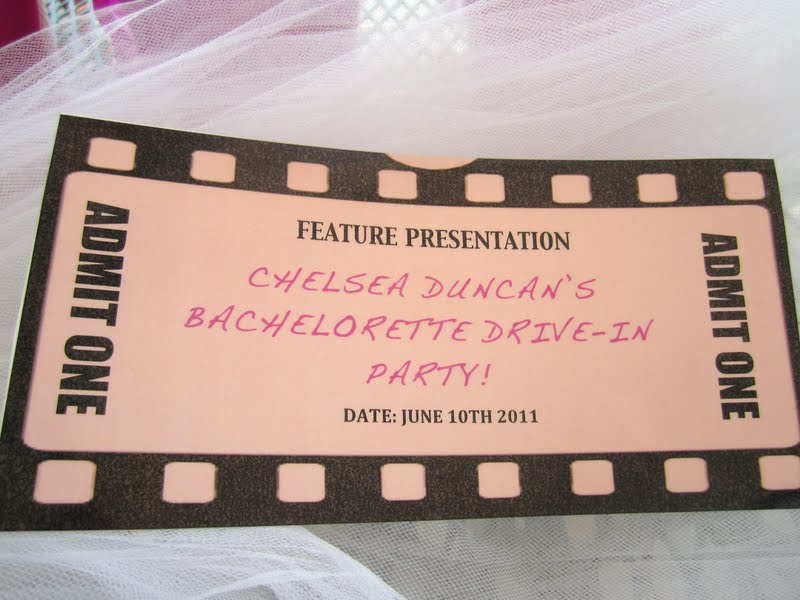 ADMIT ONE
FEATURE PRESENTATION
CHELSEA DUNCAN'S
BACHELORETTE DRIVE-IN
PARTY!
DATE: JUNE 10TH 2011
ADMIT ONE